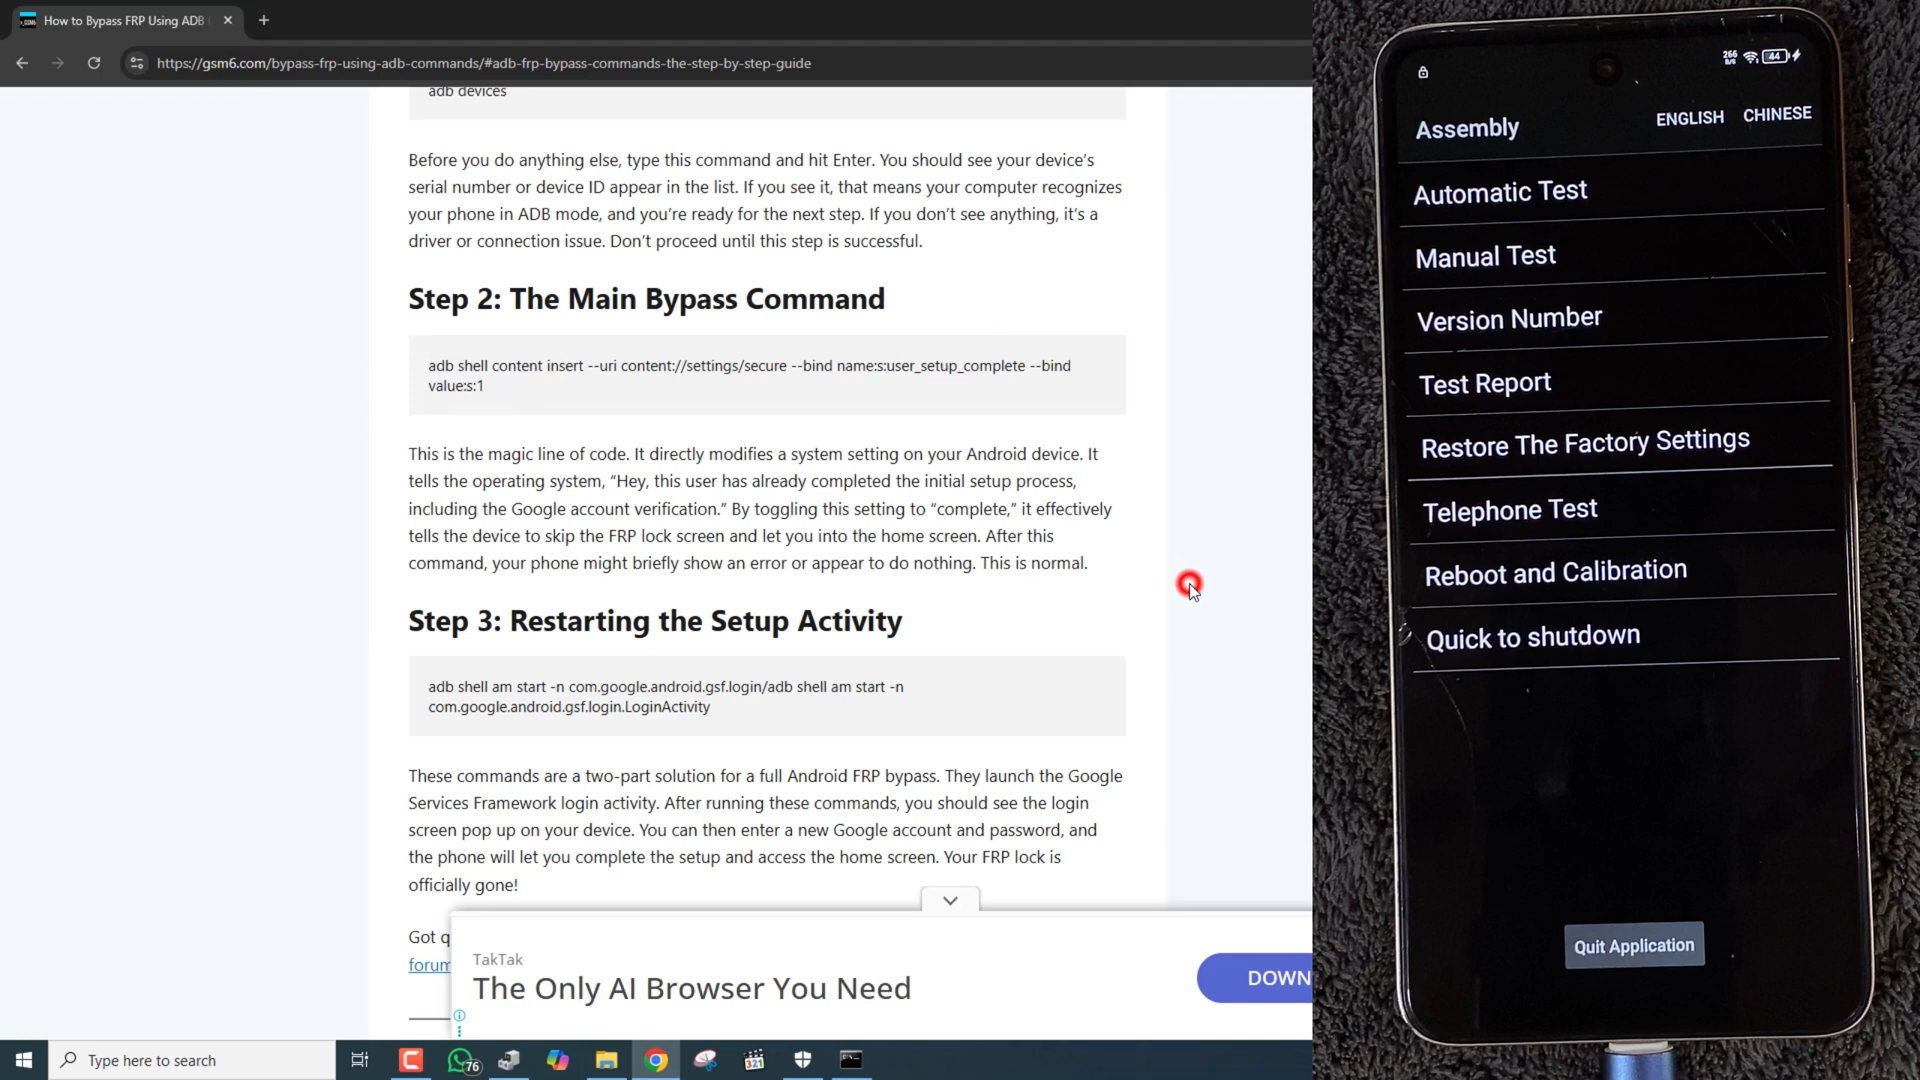 How to Bypass FRP Using ADB
https://gsm6.com/bypass-frp-using-adb-commands/#adb-frp-bypass-commands-the-step-by-step-guide
adb devices
Before you do anything else, type this command and hit Enter. You should see your device’s
serial number or device ID appear in the list. If you see it, that means your computer recognizes
your phone in ADB mode, and you’re ready for the next step. If you don’t see anything, it’s a
driver or connection issue. Don’t proceed until this step is successful.
Step 2: The Main Bypass Command
adb shell content insert --uri content://settings/secure --bind name:s:user_setup_complete --bind
value:s:1
This is the magic line of code. It directly modifies a system setting on your Android device. It
tells the operating system, “Hey, this user has already completed the initial setup process,
including the Google account verification.” By toggling this setting to “complete,” it effectively
tells the device to skip the FRP lock screen and let you into the home screen. After this
command, your phone might briefly show an error or appear to do nothing. This is normal.
Step 3: Restarting the Setup Activity
adb shell am start -n com.google.android.gsf.login/adb shell am start -n
com.google.android.gsf.login.LoginActivity
These commands are a two-part solution for a full Android FRP bypass. They launch the Google
Services Framework login activity. After running these commands, you should see the login
screen pop up on your device. You can then enter a new Google account and password, and
the phone will let you complete the setup and access the home screen. Your FRP lock is
officially gone!
Got q
forum
TakTak
The Only AI Browser You Need
DOWN
Type here to search
76
321
266
B/S
44
Assembly
ENGLISH CHINESE
Automatic Test
Manual Test
Version Number
Test Report
Restore The Factory Settings
Telephone Test
Reboot and Calibration
Quick to shutdown
Quit Application